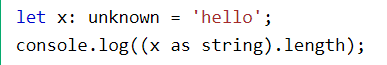 let x: unknown = 'hello';
console.log((x as string).length);